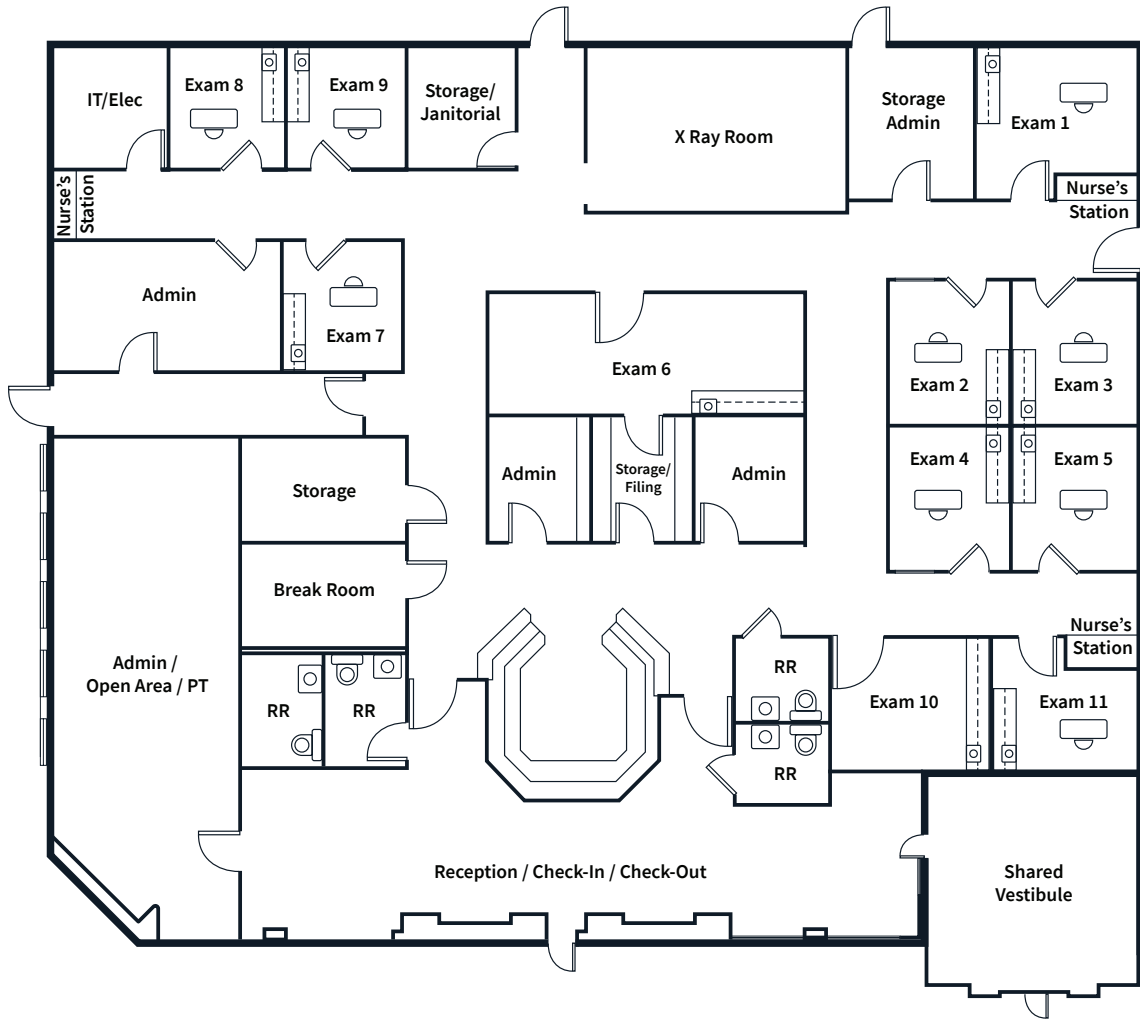 IT/Elec
Exam 8
Exam 9
Storage/
Janitorial
X Ray Room
Storage
Admin
Exam 1
Nurse’s
Station
Nurse’s
Station
Admin
Exam 7
Exam 6
Exam 2
Exam 3
Admin
Storage/
Filing
Admin
Exam 4
Exam 5
Storage
Break Room
Admin /
Open Area / PT
RR
RR
RR
RR
Exam 10
Nurse’s
Station
Exam 11
Reception / Check-In / Check-Out
Shared
Vestibule